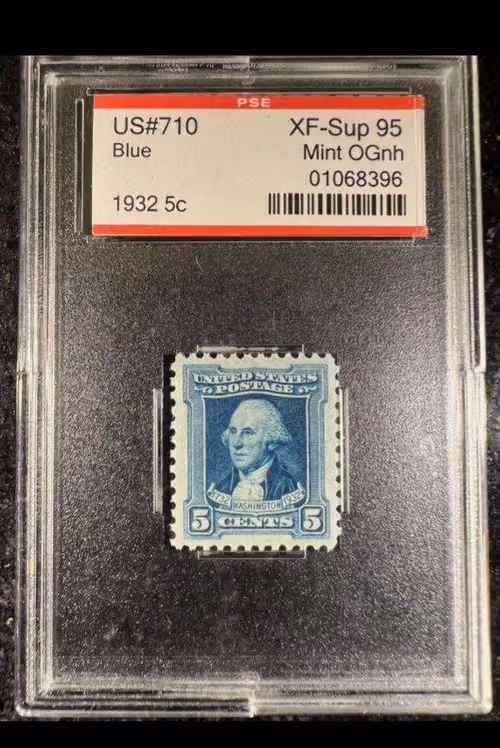 PSE
US#710 XF-Sup 95
Blue Mint OGnh
01068396
1932 5c
UNITED STATES
POSTAGE
1732 WASHINGTON 1932
5 CENTS 5